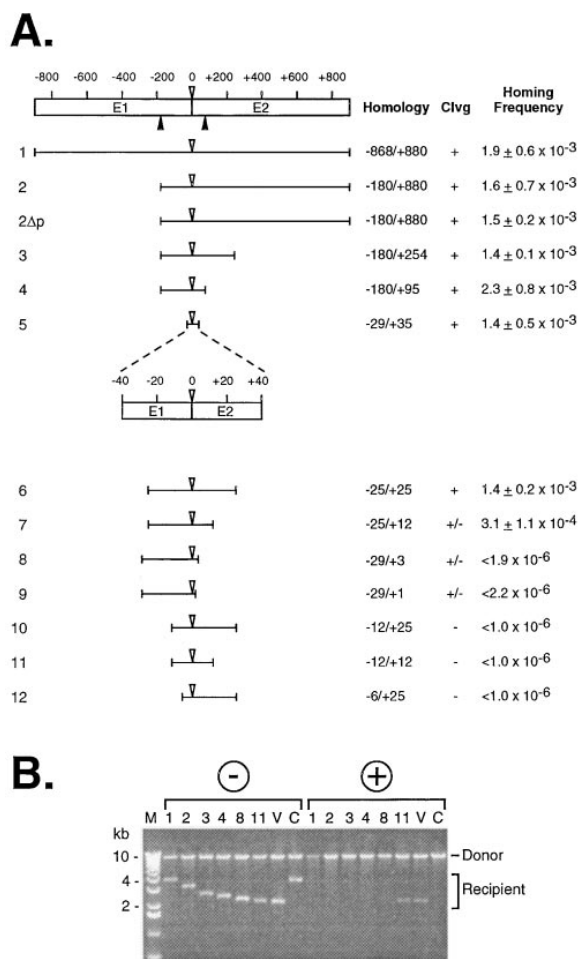 A.
-800 -600 -400 -200 0 +200 +400 +600 +800
E1 E2 Homology Clvg Homing Frequency
1 -868/+880 + 1.9 ± 0.6 x 10-3
2 -180/+880 + 1.6 ± 0.7 x 10-3
2Δp -180/+880 + 1.5 ± 0.2 x 10-3
3 -180/+254 + 1.4 ± 0.1 x 10-3
4 -180/+95 + 2.3 ± 0.8 x 10-3
5 -29/+35 + 1.4 ± 0.5 x 10-3
-40 -20 0 +20 +40
E1 E2
6 -25/+25 + 1.4 ± 0.2 x 10-3
7 -25/+12 +/- 3.1 ± 1.1 x 10-4
8 -29/+3 +/- <1.9 x 10-6
9 -29/+1 +/- <2.2 x 10-6
10 -12/+25 - <1.0 x 10-6
11 -12/+12 - <1.0 x 10-6
12 -6/+25 - <1.0 x 10-6
B.
- +
M 1 2 3 4 8 11 V C 1 2 3 4 8 11 V C
kb
10 - Donor
4 -
Recipient
2 -